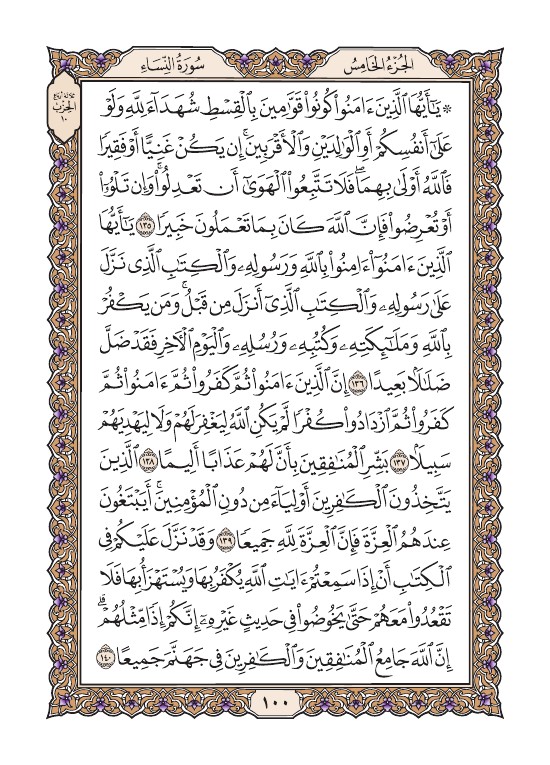 الجُزْءُ الخَامِسُ
سُورَةُ النِّسَاءِ
ثلاثة أرباع
الحزب
١٠
۞ يَٰٓأَيُّهَا ٱلَّذِينَ ءَامَنُوا۟ كُونُوا۟ قَوَّٰمِينَ بِٱلْقِسْطِ شُهَدَآءَ لِلَّهِ وَلَوْ
عَلَىٰٓ أَنفُسِكُمْ أَوِ ٱلْوَٰلِدَيْنِ وَٱلْأَقْرَبِينَ ۚ إِن يَكُنْ غَنِيًّا أَوْ فَقِيرًا
فَٱللَّهُ أَوْلَىٰ بِهِمَا ۖ فَلَا تَتَّبِعُوا۟ ٱلْهَوَىٰٓ أَن تَعْدِلُوا۟ ۚ وَإِن تَلْوُۥٓا۟
أَوْ تُعْرِضُوا۟ فَإِنَّ ٱللَّهَ كَانَ بِمَا تَعْمَلُونَ خَبِيرًا ١٣٥ يَٰٓأَيُّهَا
ٱلَّذِينَ ءَامَنُوٓا۟ ءَامِنُوا۟ بِٱللَّهِ وَرَسُولِهِۦ وَٱلْكِتَٰبِ ٱلَّذِى نَزَّلَ
عَلَىٰ رَسُولِهِۦ وَٱلْكِتَٰبِ ٱلَّذِىٓ أَنزَلَ مِن قَبْلُ ۚ وَمَن يَكْفُرْ
بِٱللَّهِ وَمَلَٰٓئِكَتِهِۦ وَكُتُبِهِۦ وَرُسُلِهِۦ وَٱلْيَوْمِ ٱلْءَاخِرِ فَقَدْ ضَلَّ
ضَلَٰلًۢا بَعِيدًا ١٣٦ إِنَّ ٱلَّذِينَ ءَامَنُوا۟ ثُمَّ كَفَرُوا۟ ثُمَّ ءَامَنُوا۟ ثُمَّ
كَفَرُوا۟ ثُمَّ ٱزْدَادُوا۟ كُفْرًا لَّمْ يَكُنِ ٱللَّهُ لِيَغْفِرَ لَهُمْ وَلَا لِيَهْدِيَهُمْ
سَبِيلًۢا ١٣٧ بَشِّرِ ٱلْمُنَٰفِقِينَ بِأَنَّ لَهُمْ عَذَابًا أَلِيمًا ١٣٨ ٱلَّذِينَ
يَتَّخِذُونَ ٱلْكَٰفِرِينَ أَوْلِيَآءَ مِن دُونِ ٱلْمُؤْمِنِينَ ۚ أَيَبْتَغُونَ
عِندَهُمُ ٱلْعِزَّةَ فَإِنَّ ٱلْعِزَّةَ لِلَّهِ جَمِيعًا ١٣٩ وَقَدْ نَزَّلَ عَلَيْكُمْ فِى
ٱلْكِتَٰبِ أَنْ إِذَا سَمِعْتُمْ ءَايَٰتِ ٱللَّهِ يُكْفَرُ بِهَا وَيُسْتَهْزَأُ بِهَا فَلَا
تَقْعُدُوا۟ مَعَهُمْ حَتَّىٰ يَخُوضُوا۟ فِى حَدِيثٍ غَيْرِهِۦٓ ۚ إِنَّكُمْ إِذًا مِّثْلُهُمْ ۗ
إِنَّ ٱللَّهَ جَامِعُ ٱلْمُنَٰفِقِينَ وَٱلْكَٰفِرِينَ فِى جَهَنَّمَ جَمِيعًا ١٤٠
١٠٠